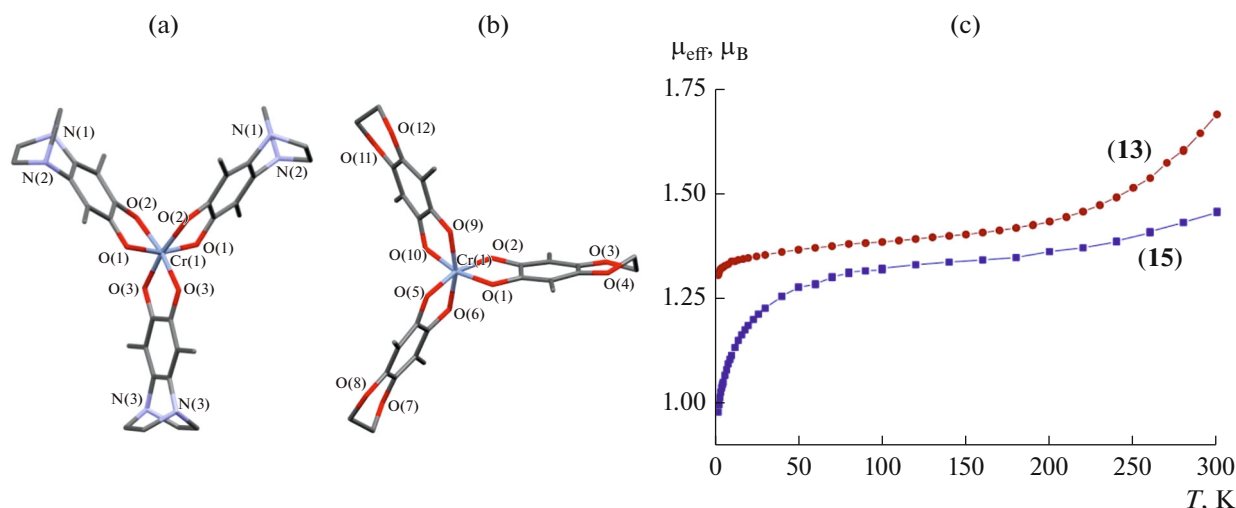 (a)
N(1)
N(1)
N(2)
N(2)
O(2)
O(2)
O(1)
O(1)
Cr(1)
O(3)
O(3)
N(3)
N(3)
(b)
O(12)
O(11)
O(9)
O(2)
O(3)
O(10)
Cr(1)
O(4)
O(5)
O(1)
O(6)
O(8)
O(7)
(c)
μeff, μB
1.75
(13)
1.50
(15)
1.25
1.00
0 50 100 150 200 250 300
T, K